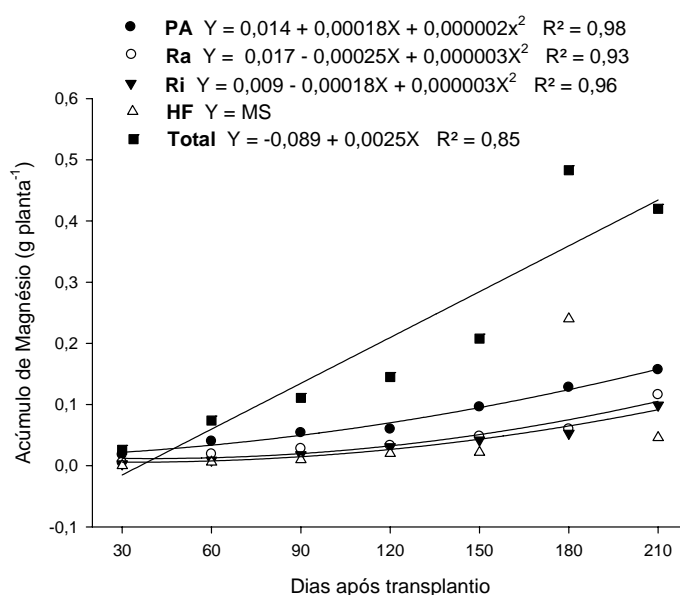 PA Y = 0,014 + 0,00018X + 0,000002x² R² = 0,98
Ra Y = 0,017 - 0,00025X + 0,000003X² R² = 0,93
Ri Y = 0,009 - 0,00018X + 0,000003X² R² = 0,96
HF Y = MS
Total Y = -0,089 + 0,0025X R² = 0,85
Acúmulo de Magnésio (g planta⁻¹)
0,6
0,5
0,4
0,3
0,2
0,1
0,0
-0,1
30 60 90 120 150 180 210
Dias após transplantio